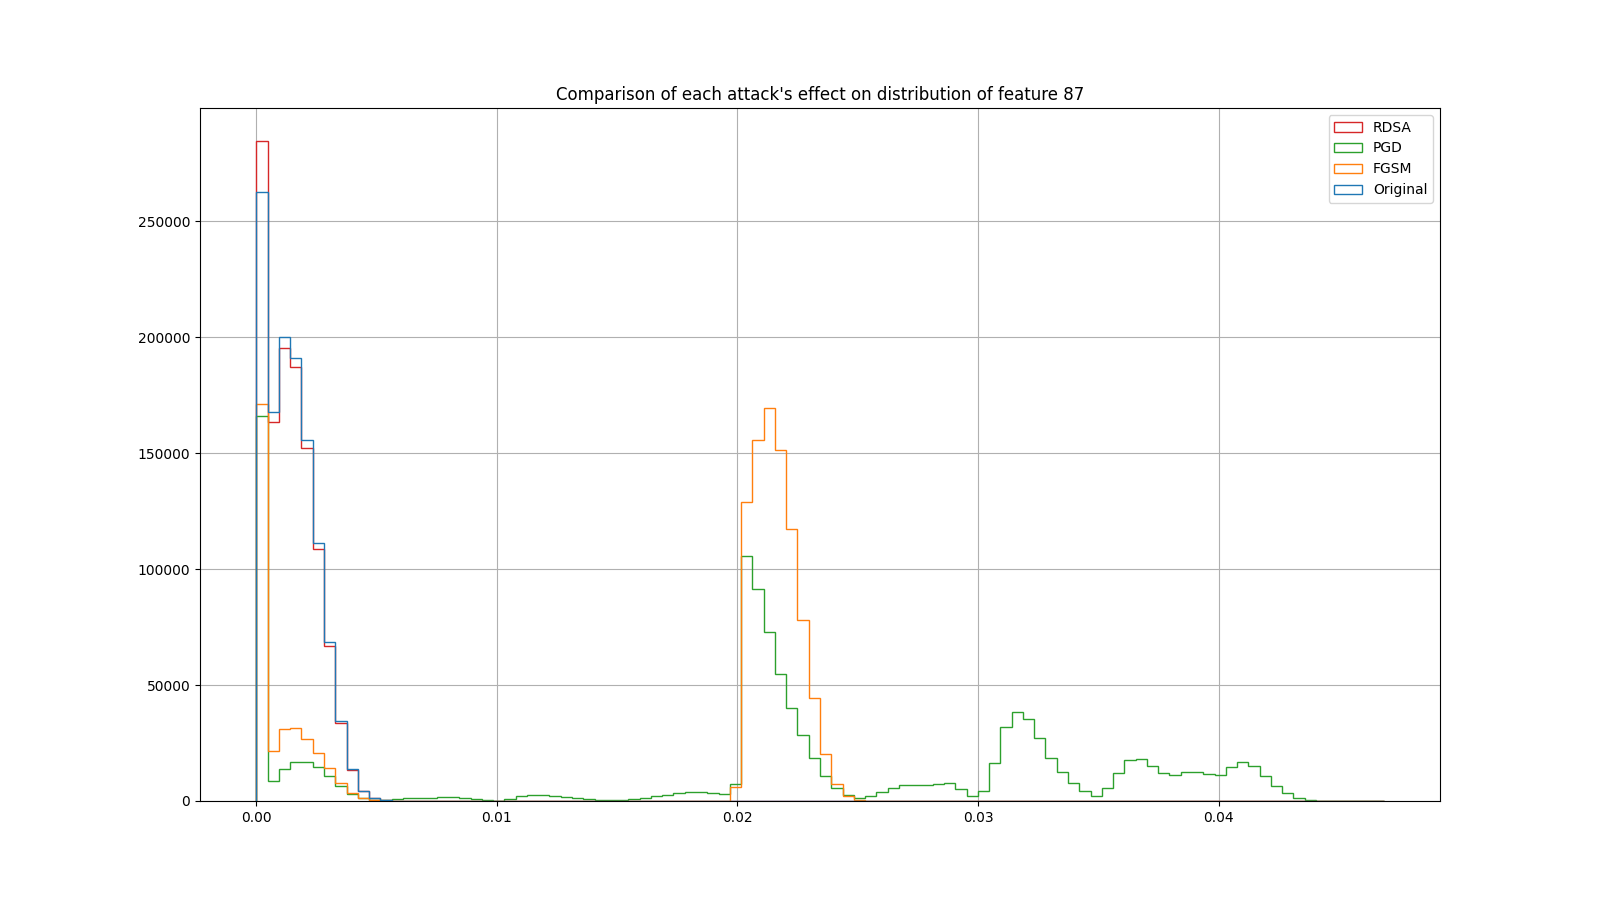 Comparison of each attack's effect on distribution of feature 87
RDSA
PGD
FGSM
Original
250000
200000
150000
100000
50000
0
0.00 0.01 0.02 0.03 0.04